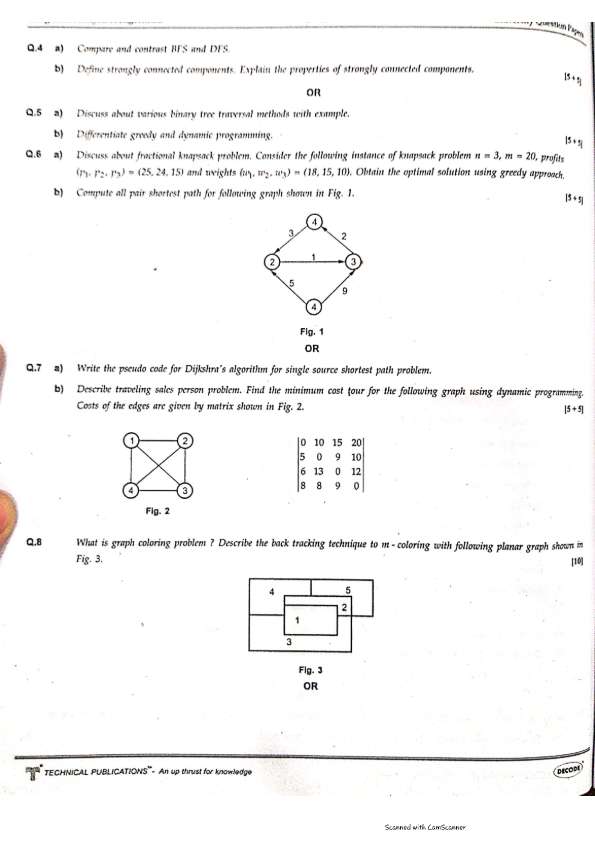 Question Papers
Q.4 a) Compare and contrast BFS and DFS.
b) Define strongly connected components. Explain the properties of strongly connected components. [5 + 5]
OR
Q.5 a) Discuss about various binary tree traversal methods with example.
b) Differentiate greedy and dynamic programming. [5 + 5]
Q.6 a) Discuss about fractional knapsack problem. Consider the following instance of knapsack problem n = 3, m = 20, profits
(p₁, p₂, p₃) = (25, 24, 15) and weights (w₁, w₂, w₃) = (18, 15, 10). Obtain the optimal solution using greedy approach.
b) Compute all pair shortest path for following graph shown in Fig. 1. [5 + 5]
4
3 2
2 1 3
5 9
4
Fig. 1
OR
Q.7 a) Write the pseudo code for Dijkshra's algorithm for single source shortest path problem.
b) Describe traveling sales person problem. Find the minimum cost tour for the following graph using dynamic programming.
Costs of the edges are given by matrix shown in Fig. 2. [5 + 5]
1 2
4 3
Fig. 2
0 10 15 20
5 0 9 10
6 13 0 12
8 8 9 0
Q.8 What is graph coloring problem ? Describe the back tracking technique to m - coloring with following planar graph shown in
Fig. 3. [10]
4 5
2
1
3
Fig. 3
OR
TECHNICAL PUBLICATIONS™ - An up thrust for knowledge
DECODE
Scanned with CamScanner